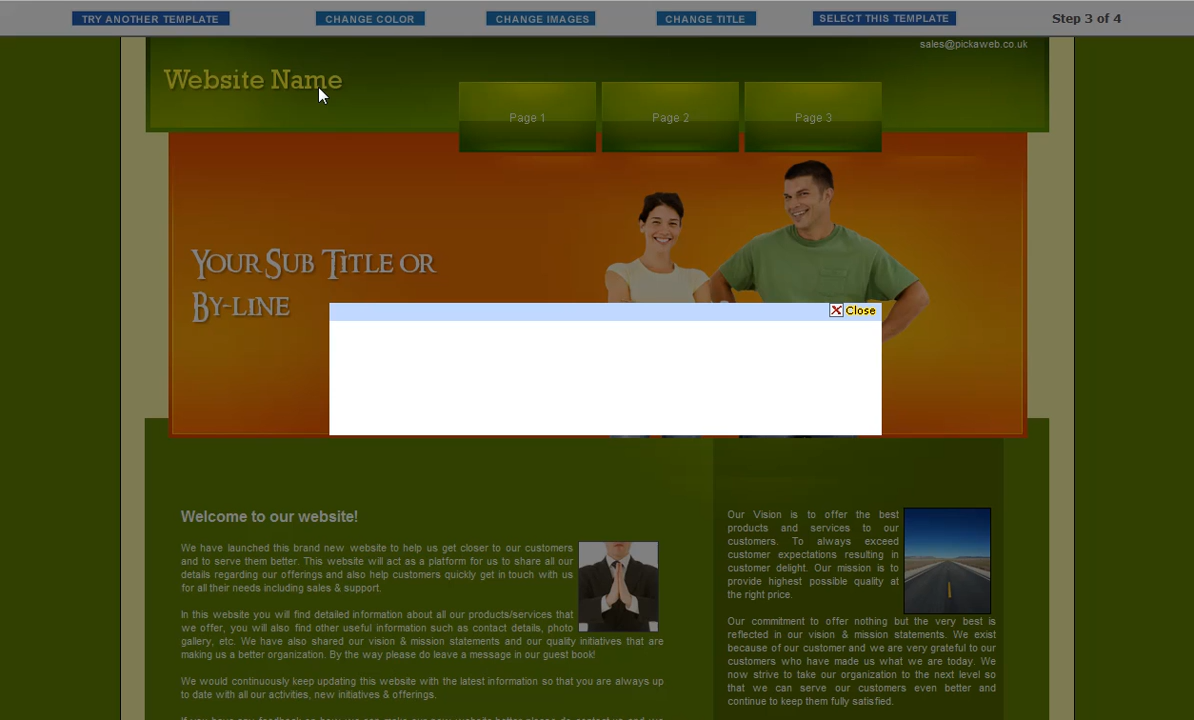 TRY ANOTHER TEMPLATE
CHANGE COLOR
CHANGE IMAGES
CHANGE TITLE
SELECT THIS TEMPLATE
Step 3 of 4
sales@pickaweb.co.uk
Website Name
Page 1
Page 2
Page 3
Your Sub Title or
By-line
Close
Welcome to our website!
We have launched this brand new website to help us get closer to our customers
and to serve them better. This website will act as a platform for us to share all our
details regarding our offerings and also help customers quickly get in touch with us
for all their needs including sales & support.
In this website you will find detailed information about all our products/services that
we offer, you will also find other useful information such as contact details, photo
gallery, etc. We have also shared our vision & mission statements and our quality initiatives that are
making us a better organization. By the way please do leave a message in our guest book!
We would continuously keep updating this website with the latest information so that you are always up
to date with all our activities, new initiatives & offerings.
Our Vision is to offer the best
products and services to our
customers. To always exceed
customer expectations resulting in
customer delight. Our mission is to
provide highest possible quality at
the right price.
Our commitment to offer nothing but the very best is
reflected in our vision & mission statements. We exist
because of our customer and we are very grateful to our
customers who have made us what we are today. We
now strive to take our organization to the next level so
that we can serve our customers even better and
continue to keep them fully satisfied.